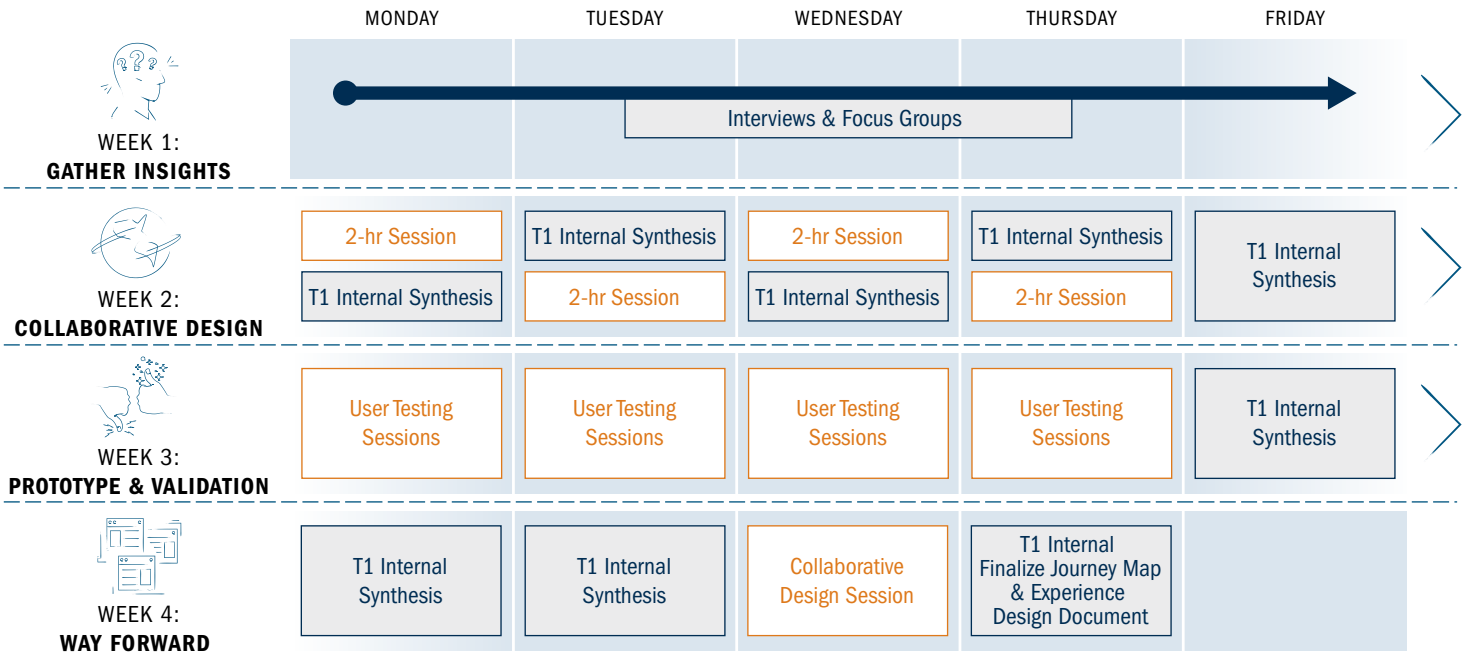 MONDAY TUESDAY WEDNESDAY THURSDAY FRIDAY
? ? ?
WEEK 1:
GATHER INSIGHTS
Interviews & Focus Groups
WEEK 2:
COLLABORATIVE DESIGN
2-hr Session
T1 Internal Synthesis
T1 Internal Synthesis
2-hr Session
2-hr Session
T1 Internal Synthesis
T1 Internal Synthesis
2-hr Session
T1 Internal
Synthesis
WEEK 3:
PROTOTYPE & VALIDATION
User Testing
Sessions
User Testing
Sessions
User Testing
Sessions
User Testing
Sessions
T1 Internal
Synthesis
WEEK 4:
WAY FORWARD
T1 Internal
Synthesis
T1 Internal
Synthesis
Collaborative
Design Session
T1 Internal
Finalize Journey Map
& Experience
Design Document